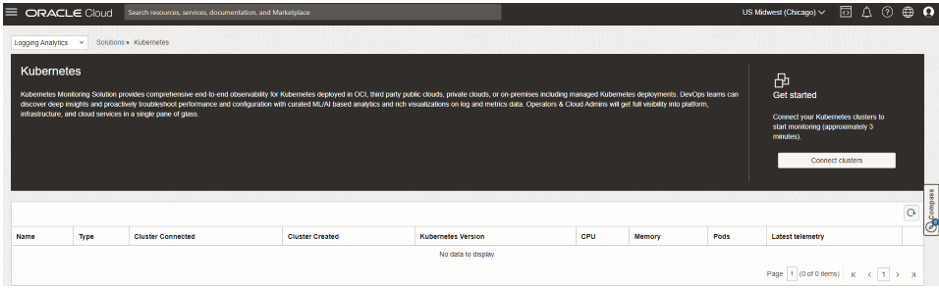 ORACLE Cloud
Search resources, services, documentation, and Marketplace
US Midwest (Chicago)
Logging Analytics
Solutions » Kubernetes
Kubernetes
Kubernetes Monitoring Solution provides comprehensive end-to-end observability for Kubernetes deployed in OCI, third party public clouds, private clouds, or on-premises including managed Kubernetes deployments. DevOps teams can
discover deep insights and proactively troubleshoot performance and configuration with curated ML/AI based analytics and rich visualizations on log and metrics data. Operators & Cloud Admins will get full visibility into platform,
infrastructure, and cloud services in a single pane of glass.
Get started
Connect your Kubernetes clusters to
start monitoring (approximately 3
minutes).
Connect clusters
Compass
Name Type Cluster Connected Cluster Created Kubernetes Version CPU Memory Pods Latest telemetry
No data to display.
Page 1 (0 of 0 items) 1